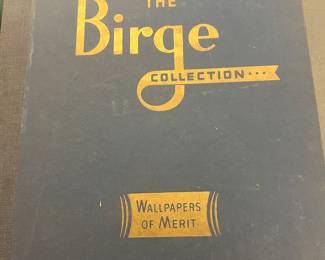 THE
Birge
COLLECTION...
WALLPAPERS
OF MERIT